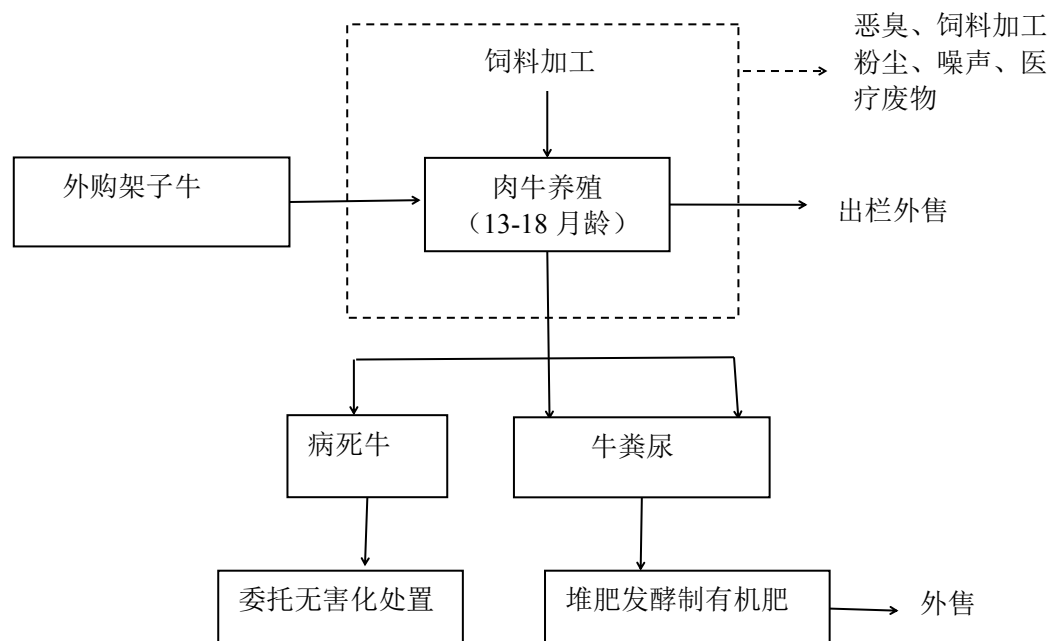 恶臭、饲料加工
粉尘、噪声、医
疗废物
饲料加工
外购架子牛
肉牛养殖
（13-18 月龄）
出栏外售
病死牛
牛粪尿
委托无害化处置
堆肥发酵制有机肥
外售